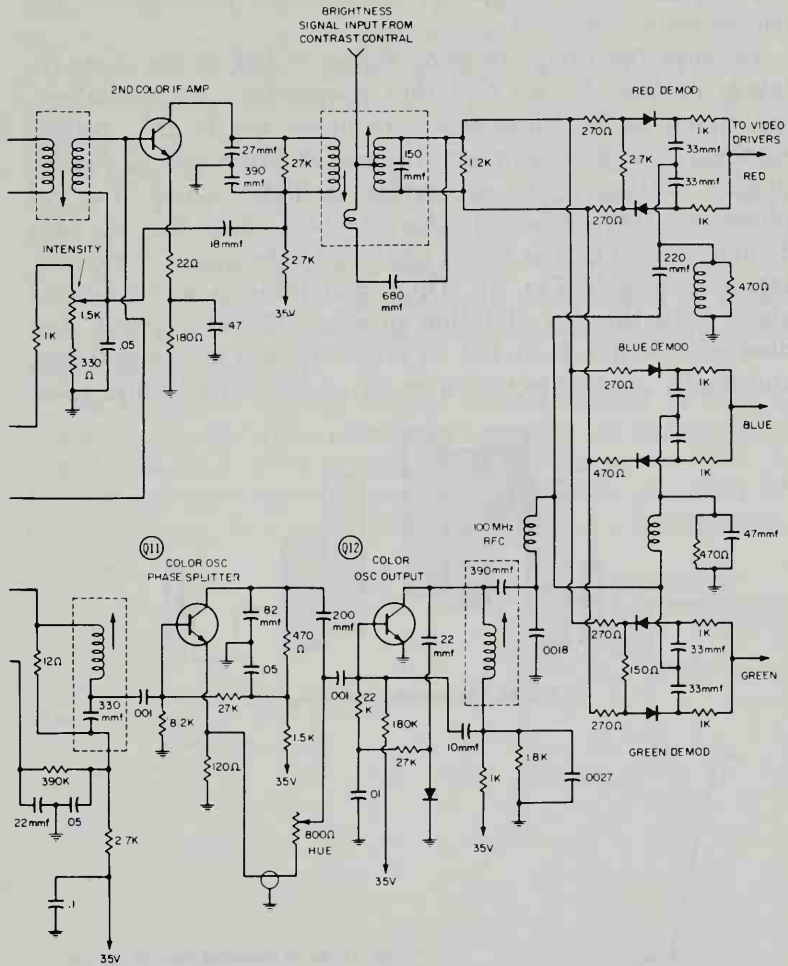 BRIGHTNESS
SIGNAL INPUT FROM
CONTRAST CONTRAL
2ND COLOR IF AMP
RED DEMOD
27mmf
390
mmf
27K
150
mmf
1.2K
270Ω
1K
TO VIDEO
DRIVERS
33mmf
2.7K
33mmf
RED
270Ω
1K
18mmf
INTENSITY
22Ω
2.7K
220
mmf
680
mmf
470Ω
1.5K
1K
.05
330
Ω
180Ω
47
35V
BLUE DEMOD
270Ω
1K
BLUE
470Ω
1K
100 MHz
RFC
Q11
COLOR OSC
PHASE SPLITTER
Q12
COLOR
OSC OUTPUT
390mmf
47mmf
470Ω
82
mmf
200
mmf
470
Ω
22
mmf
12Ω
.05
270Ω
1K
33mmf
0018
150Ω
GREEN
330
mmf
001
27K
001
22
K
33mmf
8.2K
180K
270Ω
1K
1.5K
10mmf
GREEN DEMOD
27K
1.8K
390K
120Ω
35V
.01
1K
0027
22mmf
05
800Ω
HUE
2.7K
35V
35V
.1
35V